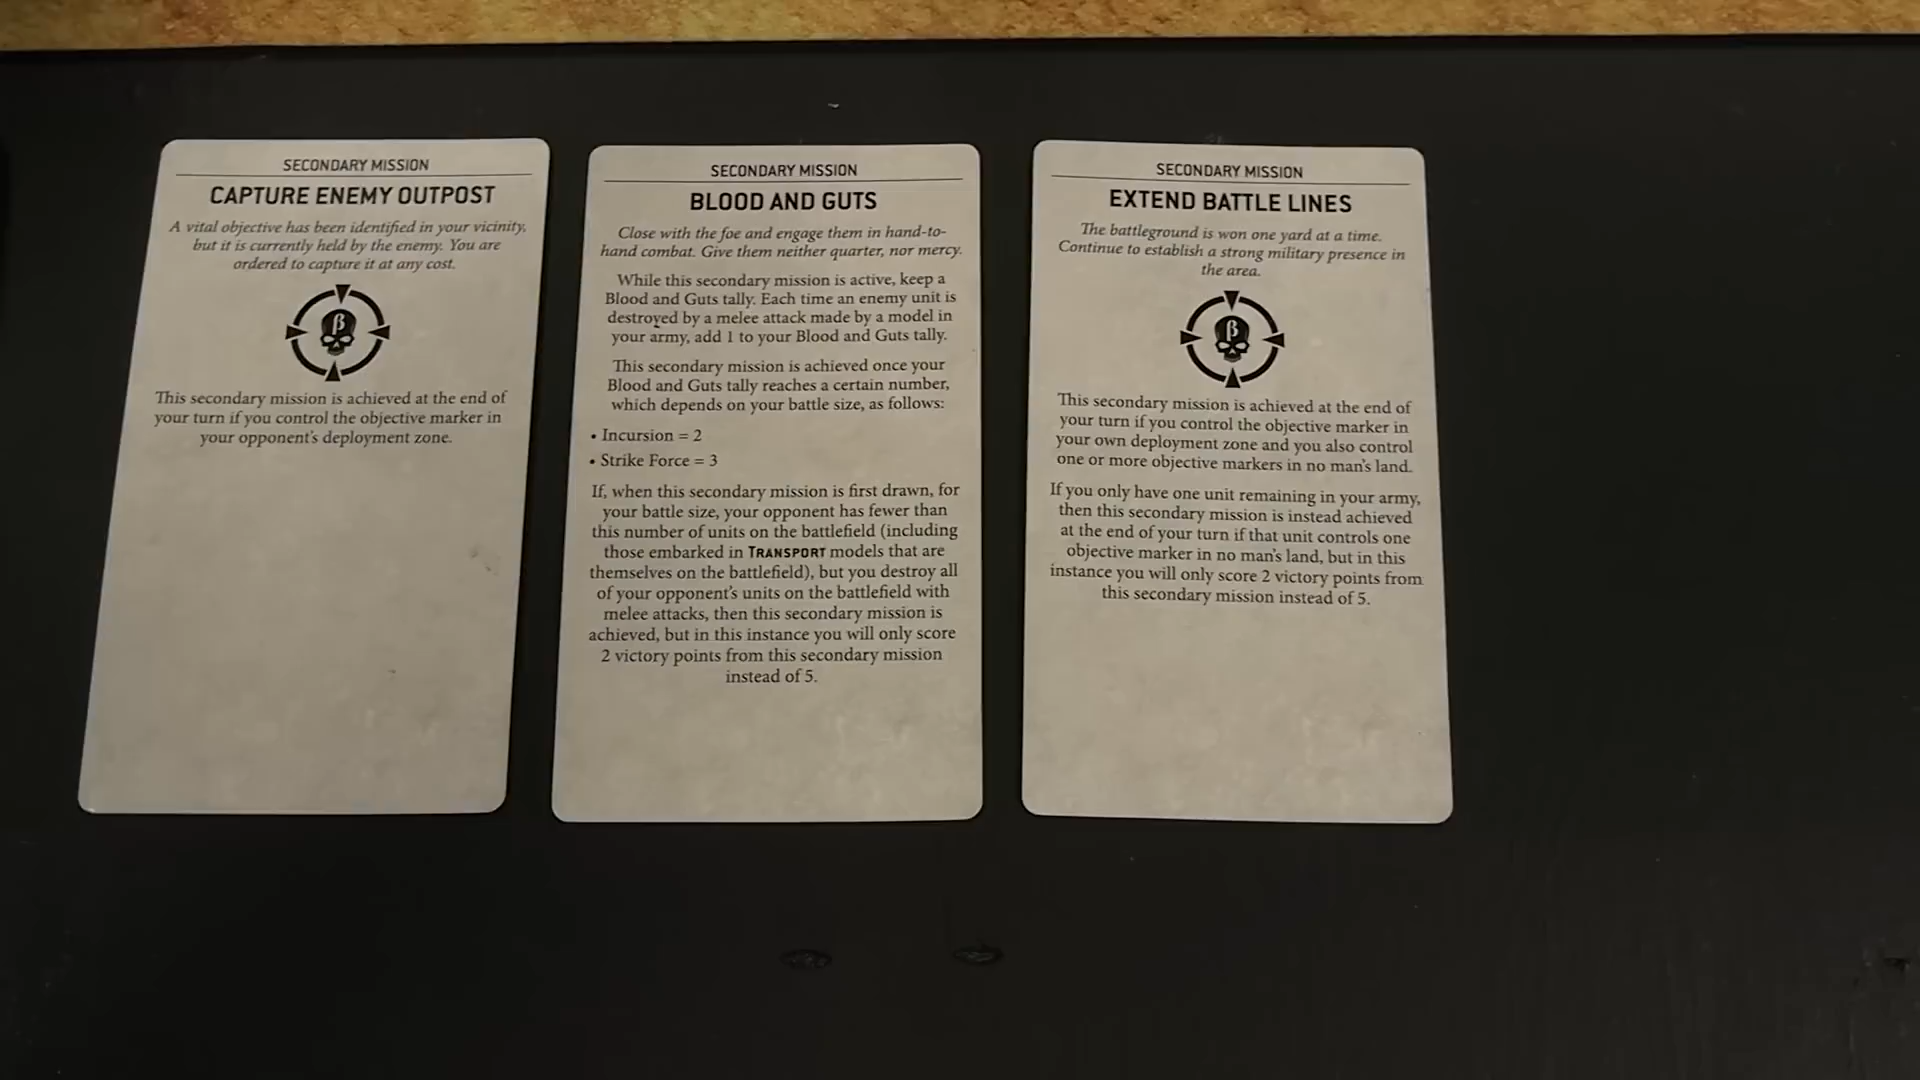 SECONDARY MISSION
CAPTURE ENEMY OUTPOST
A vital objective has been identified in your vicinity,
but it is currently held by the enemy. You are
ordered to capture it at any cost.
β
This secondary mission is achieved at the end of
your turn if you control the objective marker in
your opponent's deployment zone.
SECONDARY MISSION
BLOOD AND GUTS
Close with the foe and engage them in hand-to-
hand combat. Give them neither quarter, nor mercy.
While this secondary mission is active, keep a
Blood and Guts tally. Each time an enemy unit is
destroyed by a melee attack made by a model in
your army, add 1 to your Blood and Guts tally.
This secondary mission is achieved once your
Blood and Guts tally reaches a certain number,
which depends on your battle size, as follows:
• Incursion = 2
• Strike Force = 3
If, when this secondary mission is first drawn, for
your battle size, your opponent has fewer than
this number of units on the battlefield (including
those embarked in TRANSPORT models that are
themselves on the battlefield), but you destroy all
of your opponent's units on the battlefield with
melee attacks, then this secondary mission is
achieved, but in this instance you will only score
2 victory points from this secondary mission
instead of 5.
SECONDARY MISSION
EXTEND BATTLE LINES
The battleground is won one yard at a time.
Continue to establish a strong military presence in
the area.
β
This secondary mission is achieved at the end of
your turn if you control the objective marker in
your own deployment zone and you also control
one or more objective markers in no man's land.
If you only have one unit remaining in your army,
then this secondary mission is instead achieved
at the end of your turn if that unit controls one
objective marker in no man's land, but in this
instance you will only score 2 victory points from
this secondary mission instead of 5.